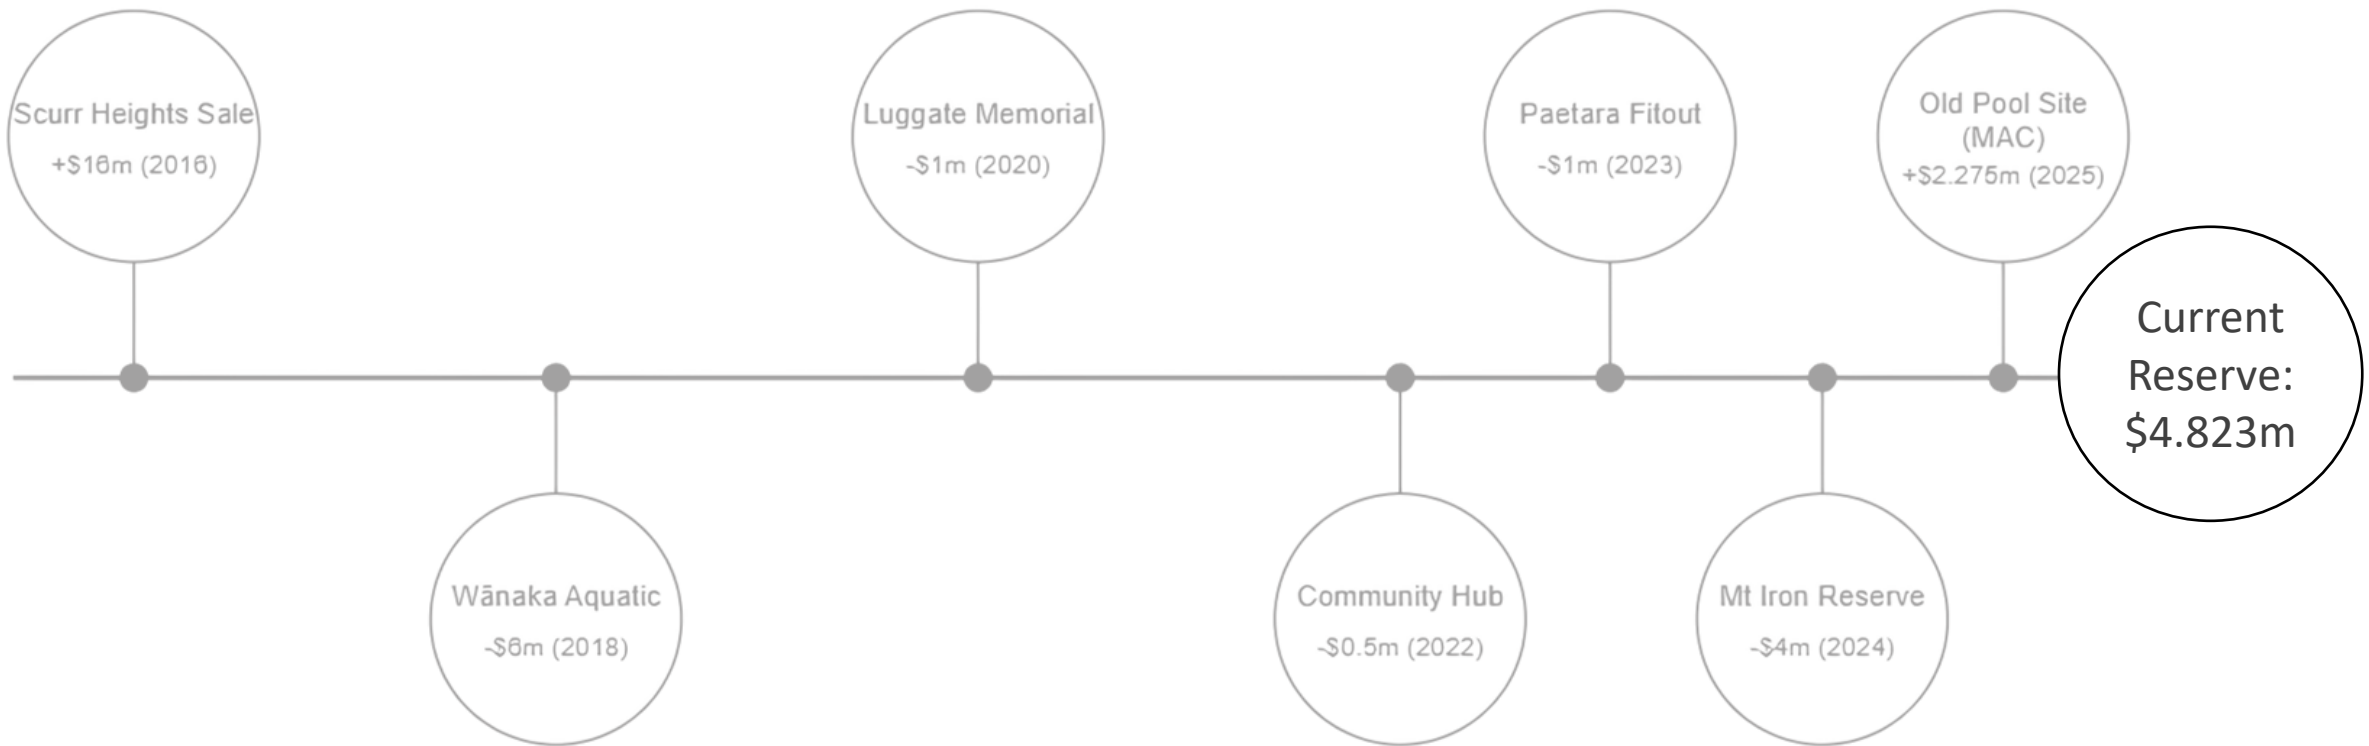 Scurr Heights Sale
+$16m (2016)
Wānaka Aquatic
-$6m (2018)
Luggate Memorial
-$1m (2020)
Community Hub
-$0.5m (2022)
Paetara Fitout
-$1m (2023)
Mt Iron Reserve
-$4m (2024)
Old Pool Site
(MAC)
+$2.275m (2025)
Current
Reserve:
$4.823m